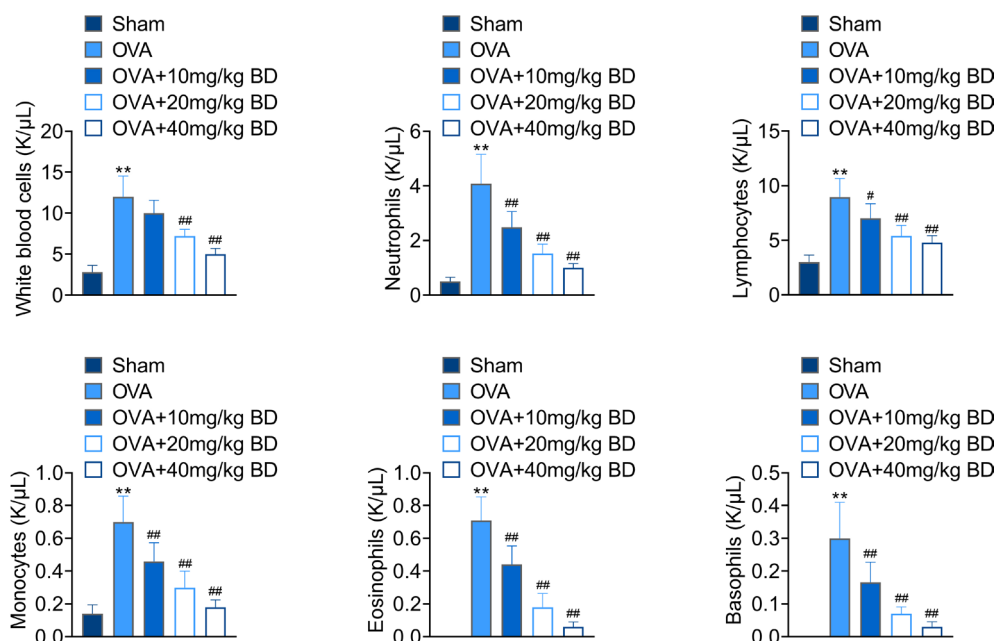 Sham
OVA
OVA+10mg/kg BD
OVA+20mg/kg BD
OVA+40mg/kg BD
White blood cells (K/μL)
20
15
10
5
0
**
##
##
Sham
OVA
OVA+10mg/kg BD
OVA+20mg/kg BD
OVA+40mg/kg BD
Neutrophils (K/μL)
6
4
2
0
**
##
##
##
Sham
OVA
OVA+10mg/kg BD
OVA+20mg/kg BD
OVA+40mg/kg BD
Lymphocytes (K/μL)
15
10
5
0
**
#
##
##
Sham
OVA
OVA+10mg/kg BD
OVA+20mg/kg BD
OVA+40mg/kg BD
Monocytes (K/μL)
1.0
0.8
0.6
0.4
0.2
0.0
**
##
##
##
Sham
OVA
OVA+10mg/kg BD
OVA+20mg/kg BD
OVA+40mg/kg BD
Eosinophils (K/μL)
1.0
0.8
0.6
0.4
0.2
0.0
**
##
##
##
Sham
OVA
OVA+10mg/kg BD
OVA+20mg/kg BD
OVA+40mg/kg BD
Basophils (K/μL)
0.5
0.4
0.3
0.2
0.1
0.0
**
##
##
##